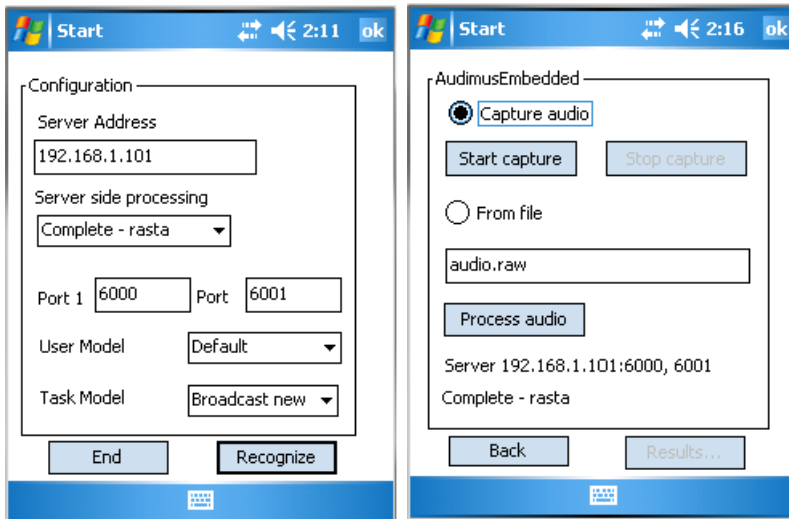 Start 2:11 ok
Configuration
Server Address
192.168.1.101
Server side processing
Complete - rasta
Port 1 6000 Port 6001
User Model Default
Task Model Broadcast new
End Recognize
Start 2:16 ok
AudimusEmbedded
Capture audio
Start capture Stop capture
From file
audio.raw
Process audio
Server 192.168.1.101:6000, 6001
Complete - rasta
Back Results...